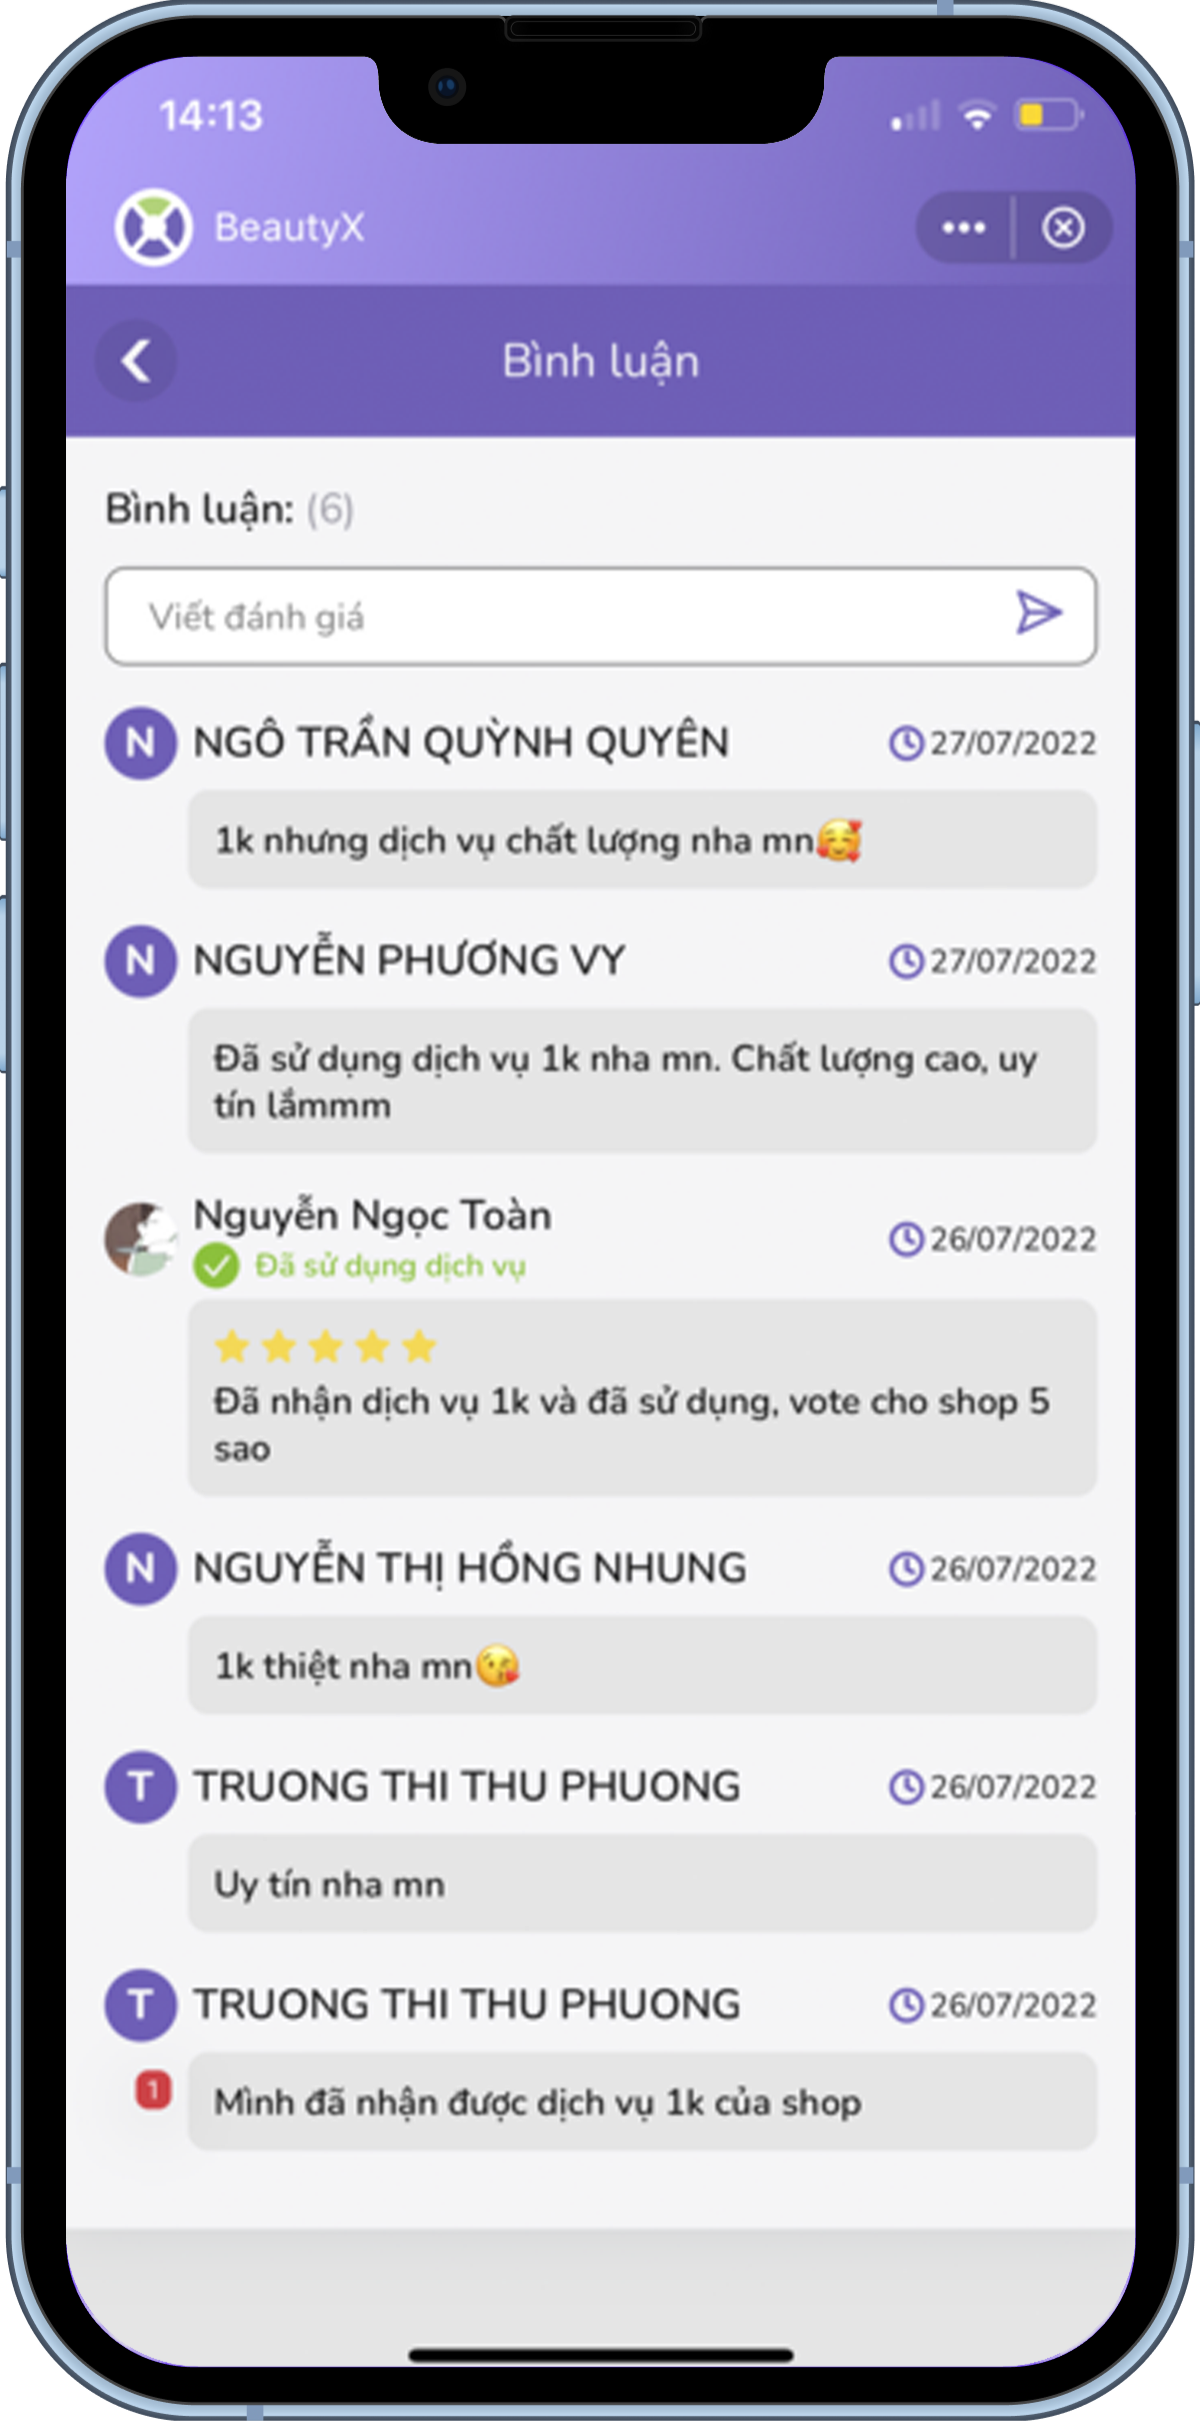 14:13
BeautyX
Bình luận
Bình luận: (6)
Viết đánh giá
N NGÔ TRẦN QUỲNH QUYÊN 27/07/2022
1k nhưng dịch vụ chất lượng nha mn🥰
N NGUYỄN PHƯƠNG VY 27/07/2022
Đã sử dụng dịch vụ 1k nha mn. Chất lượng cao, uy
tín lắmmm
Nguyễn Ngọc Toàn 26/07/2022
Đã sử dụng dịch vụ
Đã nhận dịch vụ 1k và đã sử dụng, vote cho shop 5
sao
N NGUYỄN THỊ HỒNG NHUNG 26/07/2022
1k thiệt nha mn😘
T TRUONG THI THU PHUONG 26/07/2022
Uy tín nha mn
T TRUONG THI THU PHUONG 26/07/2022
1 Mình đã nhận được dịch vụ 1k của shop